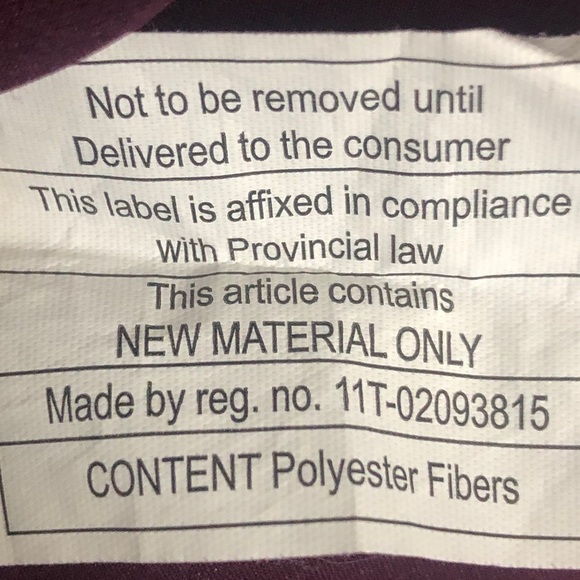 Not to be removed until
Delivered to the consumer
This label is affixed in compliance
With Provincial law
This article contains
NEW MATERIAL ONLY
Made by reg. no. 11T-02093815
CONTENT Polyester Fibers